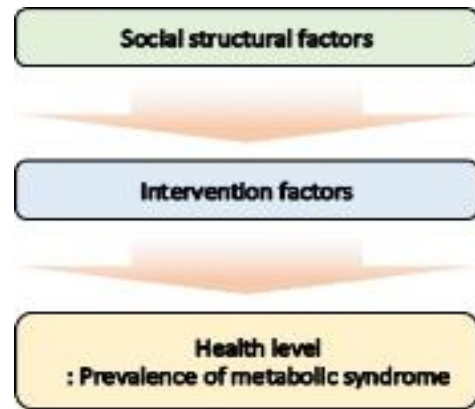 Social structural factors
Intervention factors
Health level
: Prevalence of metabolic syndrome